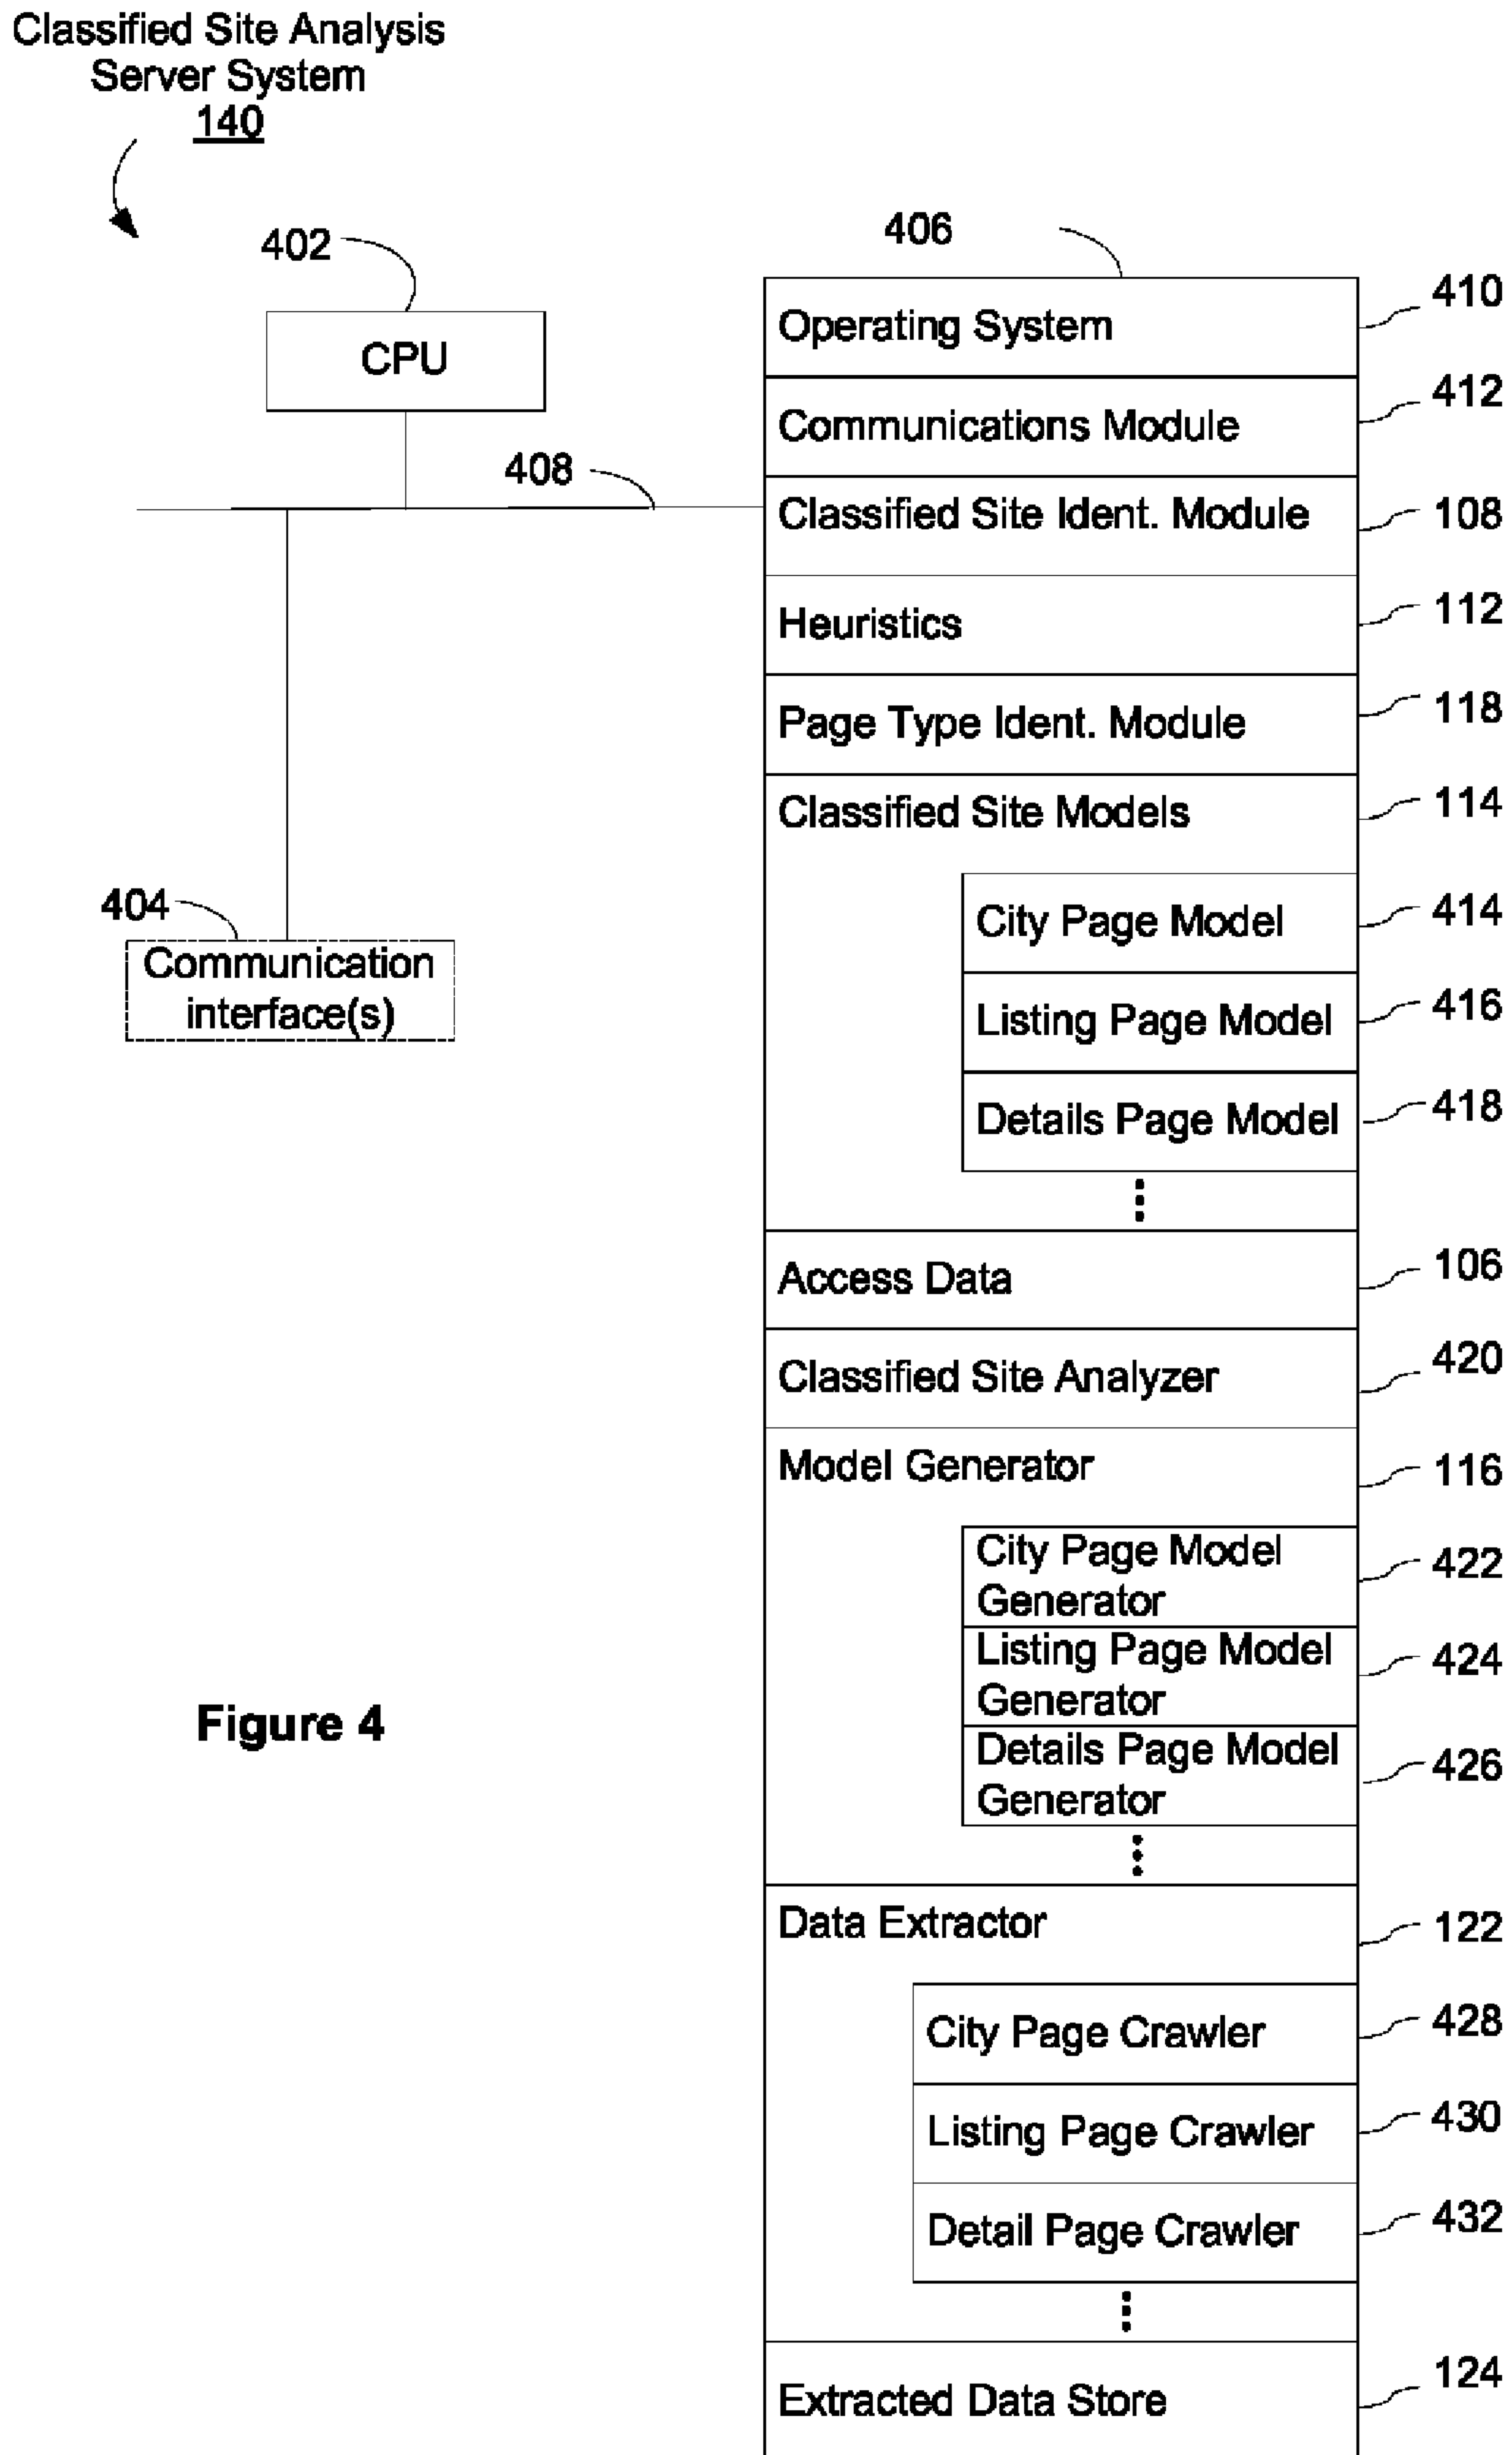 Classified Site Analysis
Server System
140
402
CPU
408
404
Communication
interface(s)
406
Operating System
410
Communications Module
412
Classified Site Ident. Module
108
Heuristics
112
Page Type Ident. Module
118
Classified Site Models
114
City Page Model
414
Listing Page Model
416
Details Page Model
418
Access Data
106
Classified Site Analyzer
420
Model Generator
116
City Page Model
Generator
422
Listing Page Model
Generator
424
Details Page Model
Generator
426
Data Extractor
122
City Page Crawler
428
Listing Page Crawler
430
Detail Page Crawler
432
Extracted Data Store
124
Figure 4